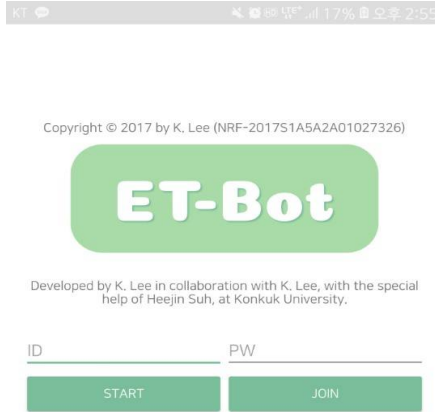 KT LTE 17% 오후 2:55
Copyright © 2017 by K. Lee (NRF-2017S1A5A2A01027326)
ET-Bot
Developed by K. Lee in collaboration with K. Lee, with the special
help of Heejin Suh, at Konkuk University.
ID PW
START JOIN